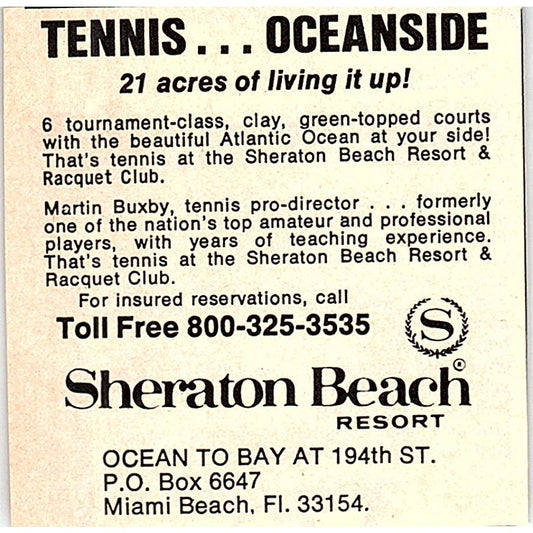 TENNIS . . . OCEANSIDE
21 acres of living it up!
6 tournament-class, clay, green-topped courts
with the beautiful Atlantic Ocean at your side!
That's tennis at the Sheraton Beach Resort &
Racquet Club.
Martin Buxby, tennis pro-director . . . formerly
one of the nation's top amateur and professional
players, with years of teaching experience.
That's tennis at the Sheraton Beach Resort &
Racquet Club.
For insured reservations, call
Toll Free 800-325-3535
S
Sheraton Beach®
RESORT
OCEAN TO BAY AT 194th ST.
P.O. Box 6647
Miami Beach, Fl. 33154.